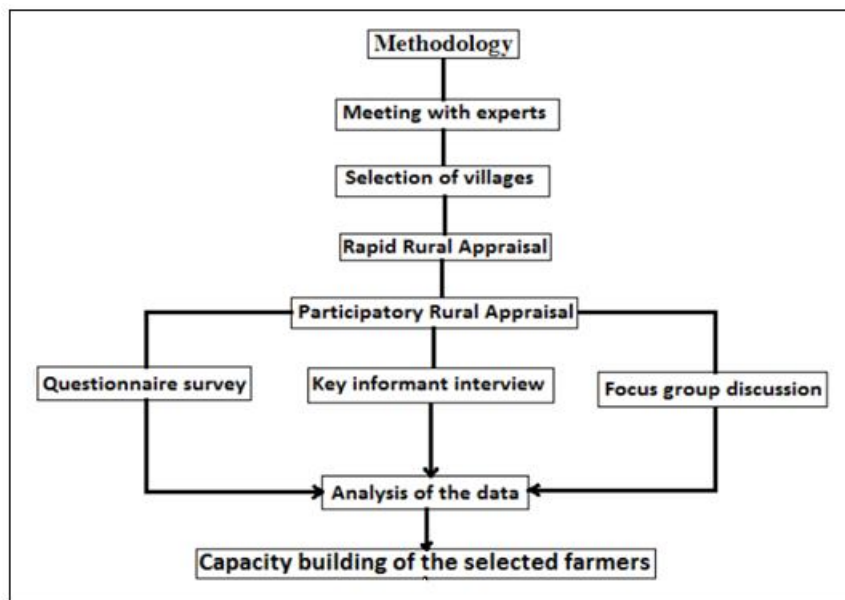 Methodology
Meeting with experts
Selection of villages
Rapid Rural Appraisal
Participatory Rural Appraisal
Questionnaire survey
Key informant interview
Focus group discussion
Analysis of the data
Capacity building of the selected farmers